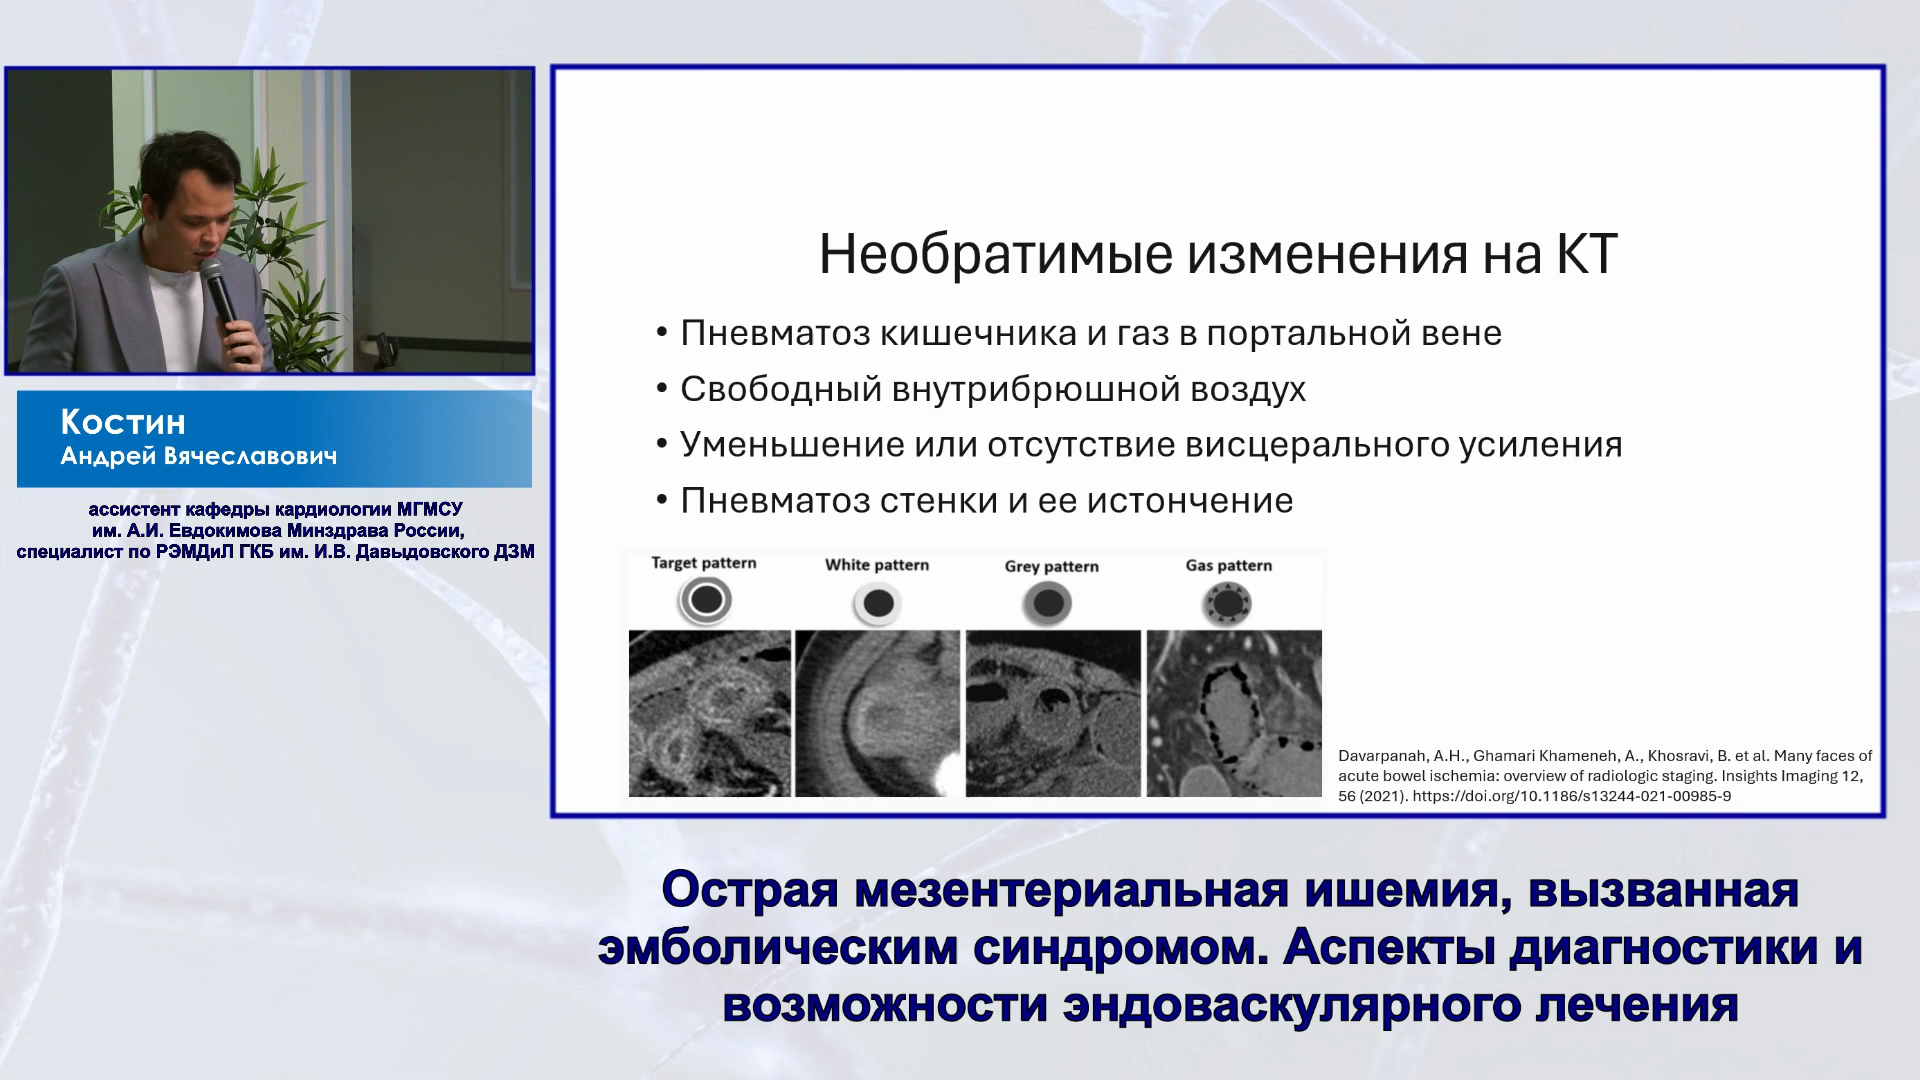 Костин
Андрей Вячеславович
ассистент кафедры кардиологии МГМСУ
им. А.И. Евдокимова Минздрава России,
специалист по РЭМДиЛ ГКБ им. И.В. Давыдовского ДЗМ
Необратимые изменения на КТ
• Пневматоз кишечника и газ в портальной вене
• Свободный внутрибрюшной воздух
• Уменьшение или отсутствие висцерального усиления
• Пневматоз стенки и ее истончение
Target pattern White pattern Grey pattern Gas pattern
Davarpanah, A.H., Ghamari Khameneh, A., Khosravi, B. et al. Many faces of
acute bowel ischemia: overview of radiologic staging. Insights Imaging 12,
56 (2021). https://doi.org/10.1186/s13244-021-00985-9
Острая мезентериальная ишемия, вызванная
эмболическим синдромом. Аспекты диагностики и
возможности эндоваскулярного лечения